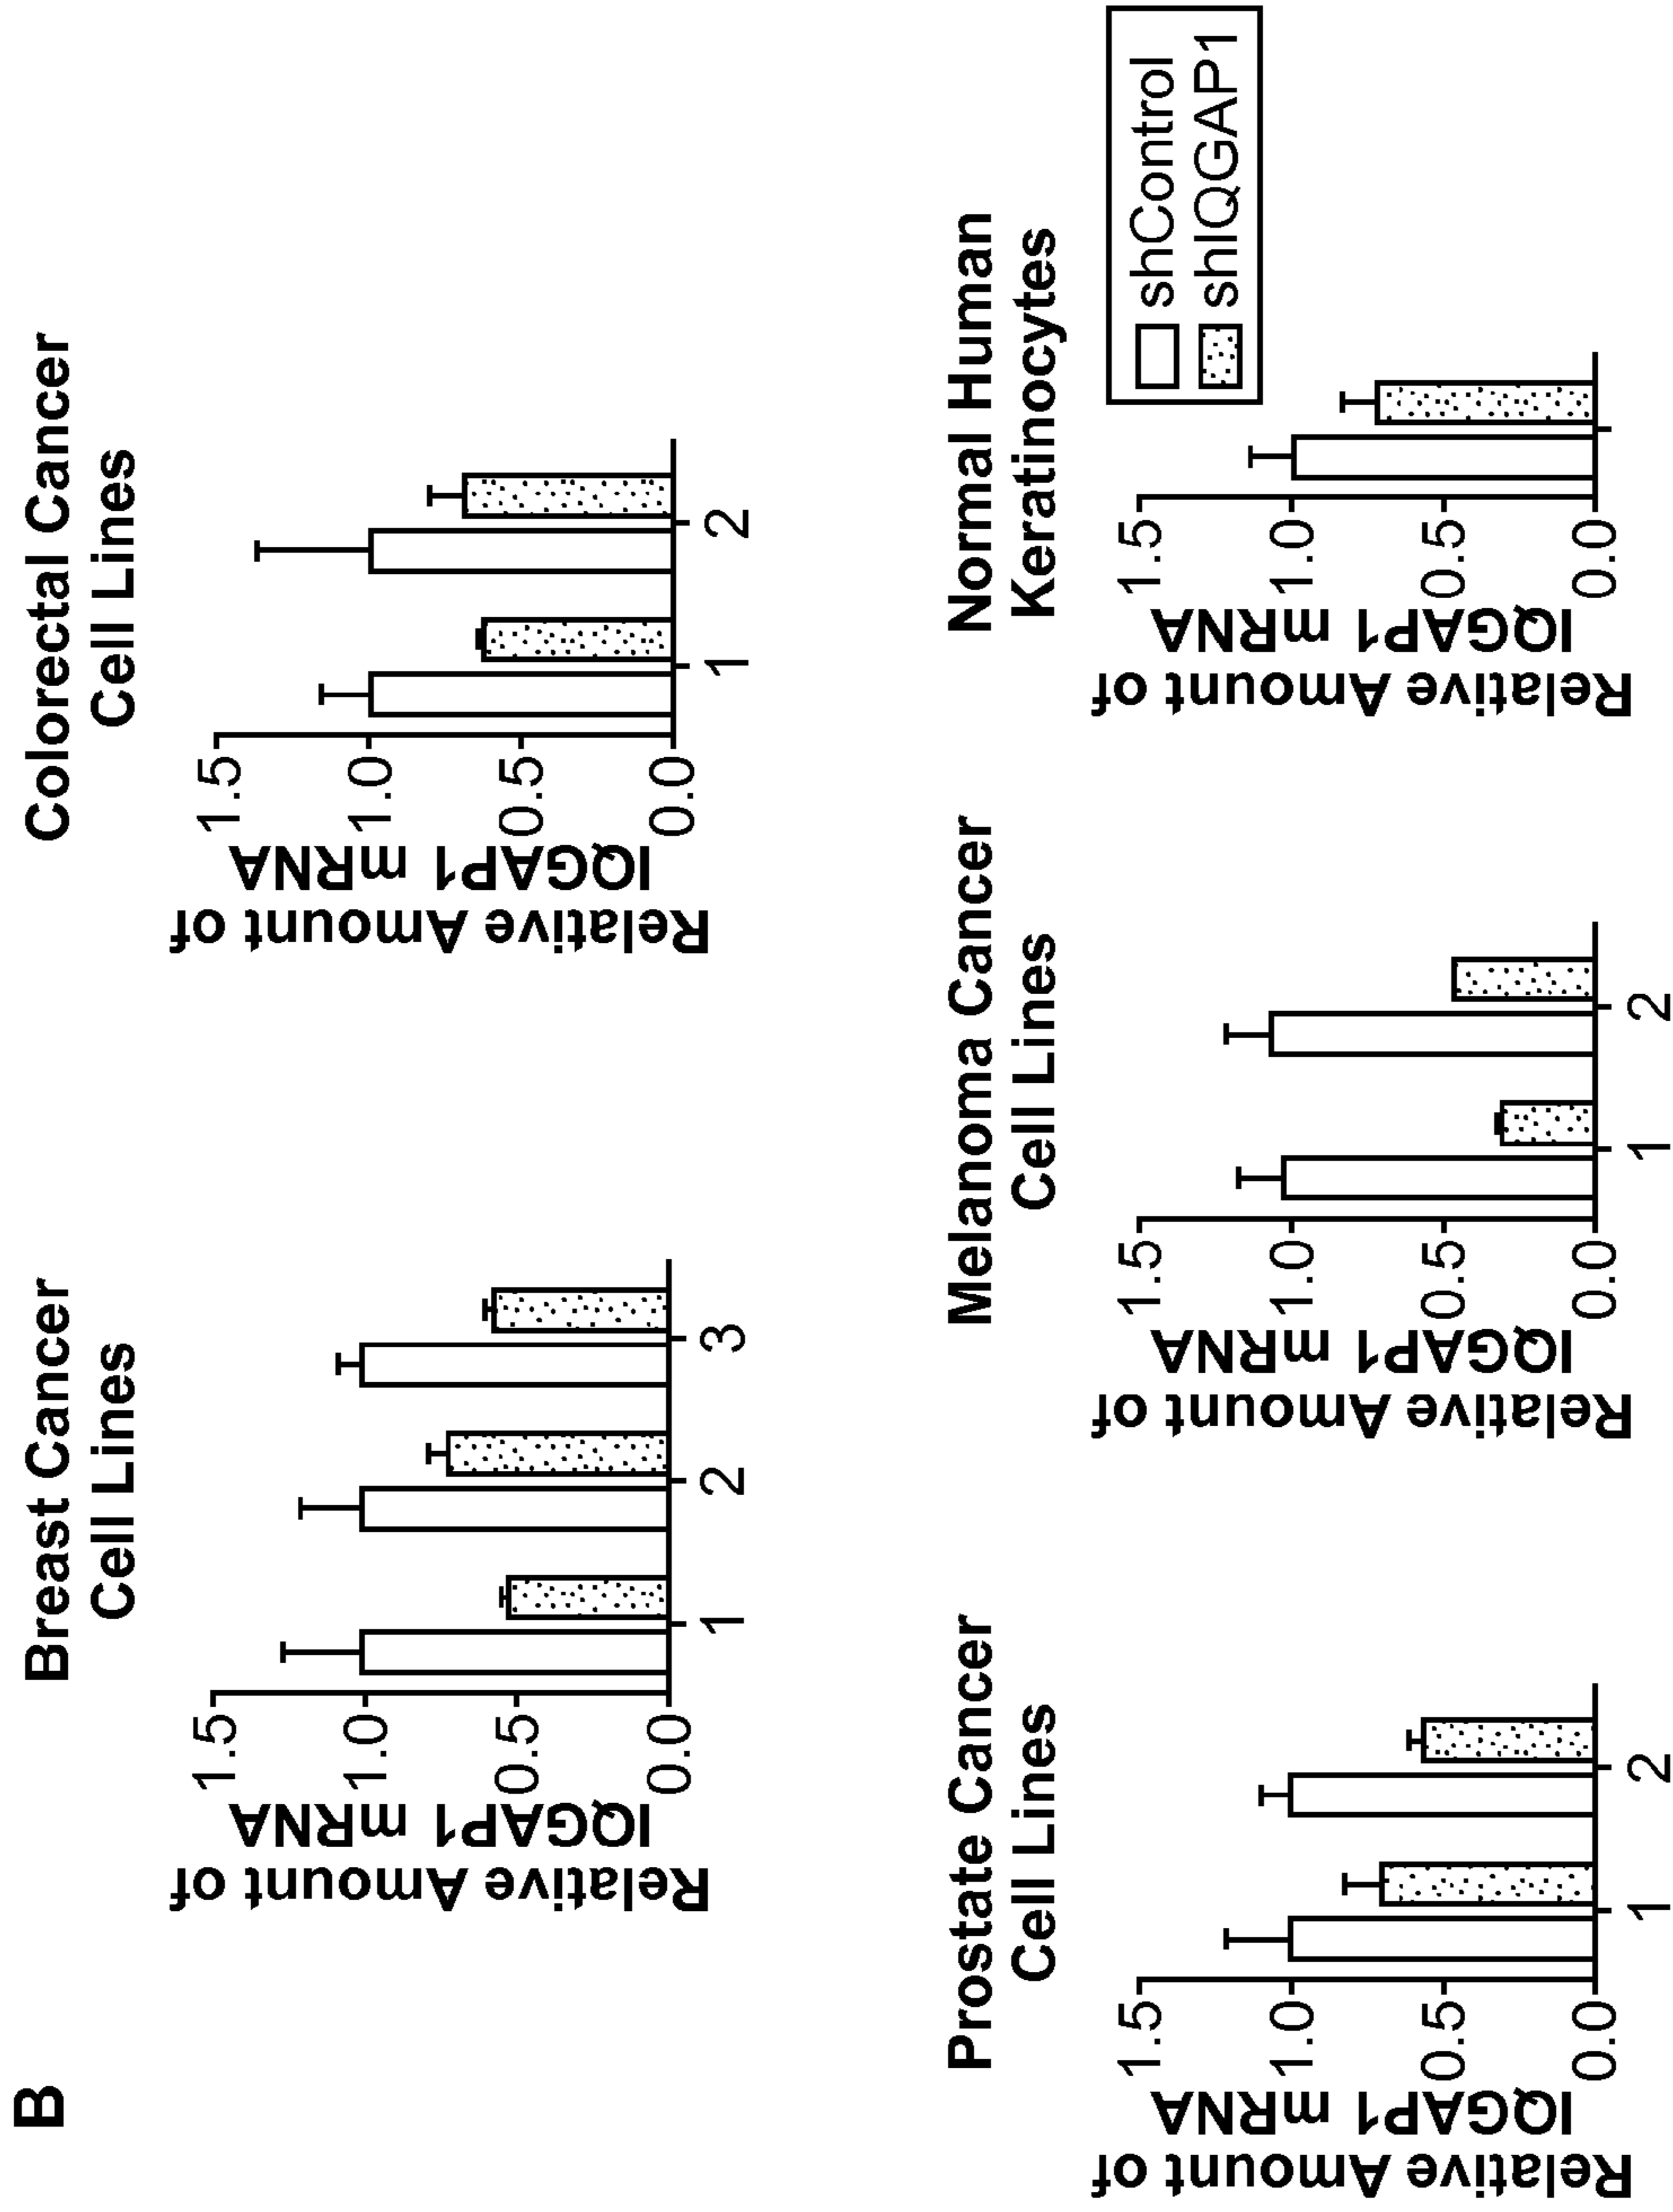 B
Breast Cancer
Cell Lines
Relative Amount of
IQGAP1 mRNA
1.5
1.0
0.5
0.0
1
2
3
Colorectal Cancer
Cell Lines
Relative Amount of
IQGAP1 mRNA
1.5
1.0
0.5
0.0
1
2
Prostate Cancer
Cell Lines
Relative Amount of
IQGAP1 mRNA
1.5
1.0
0.5
0.0
1
2
Melanoma Cancer
Cell Lines
Relative Amount of
IQGAP1 mRNA
1.5
1.0
0.5
0.0
1
2
Normal Human
Keratinocytes
Relative Amount of
IQGAP1 mRNA
1.5
1.0
0.5
0.0
shControl
shIQGAP1